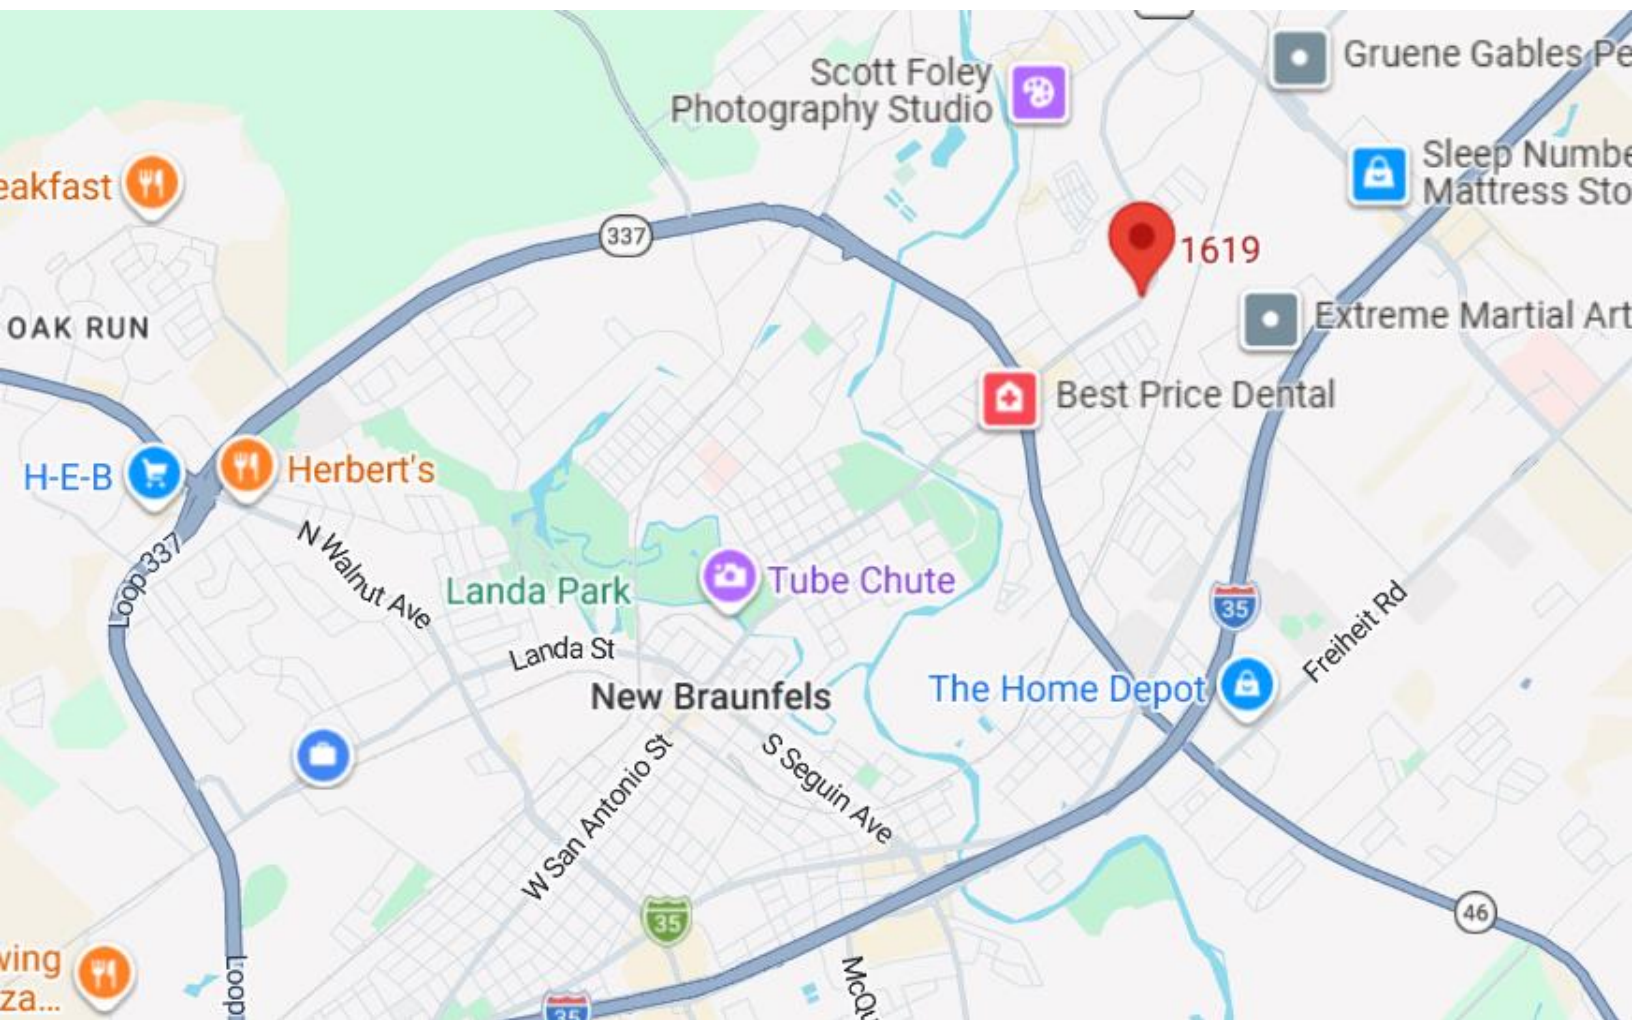 Gruene Gables Pe
Scott Foley
Photography Studio
Sleep Numbe
Mattress Sto
eakfast
337
1619
OAK RUN
Extreme Martial Art
Best Price Dental
H-E-B
Herbert's
N Walnut Ave
Loop 337
Landa Park
Tube Chute
35
Freiheit Rd
Landa St
New Braunfels
The Home Depot
W San Antonio St
S Seguin Ave
35
46
wing
za...
Loop
McQu
35